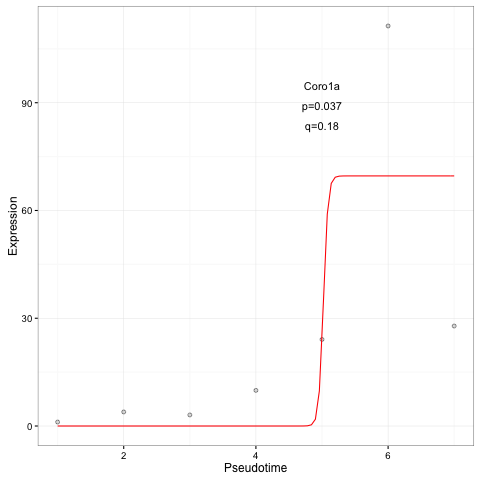 Coro1a
p=0.037
q=0.18
90
60
30
0
Expression
2
4
6
Pseudotime